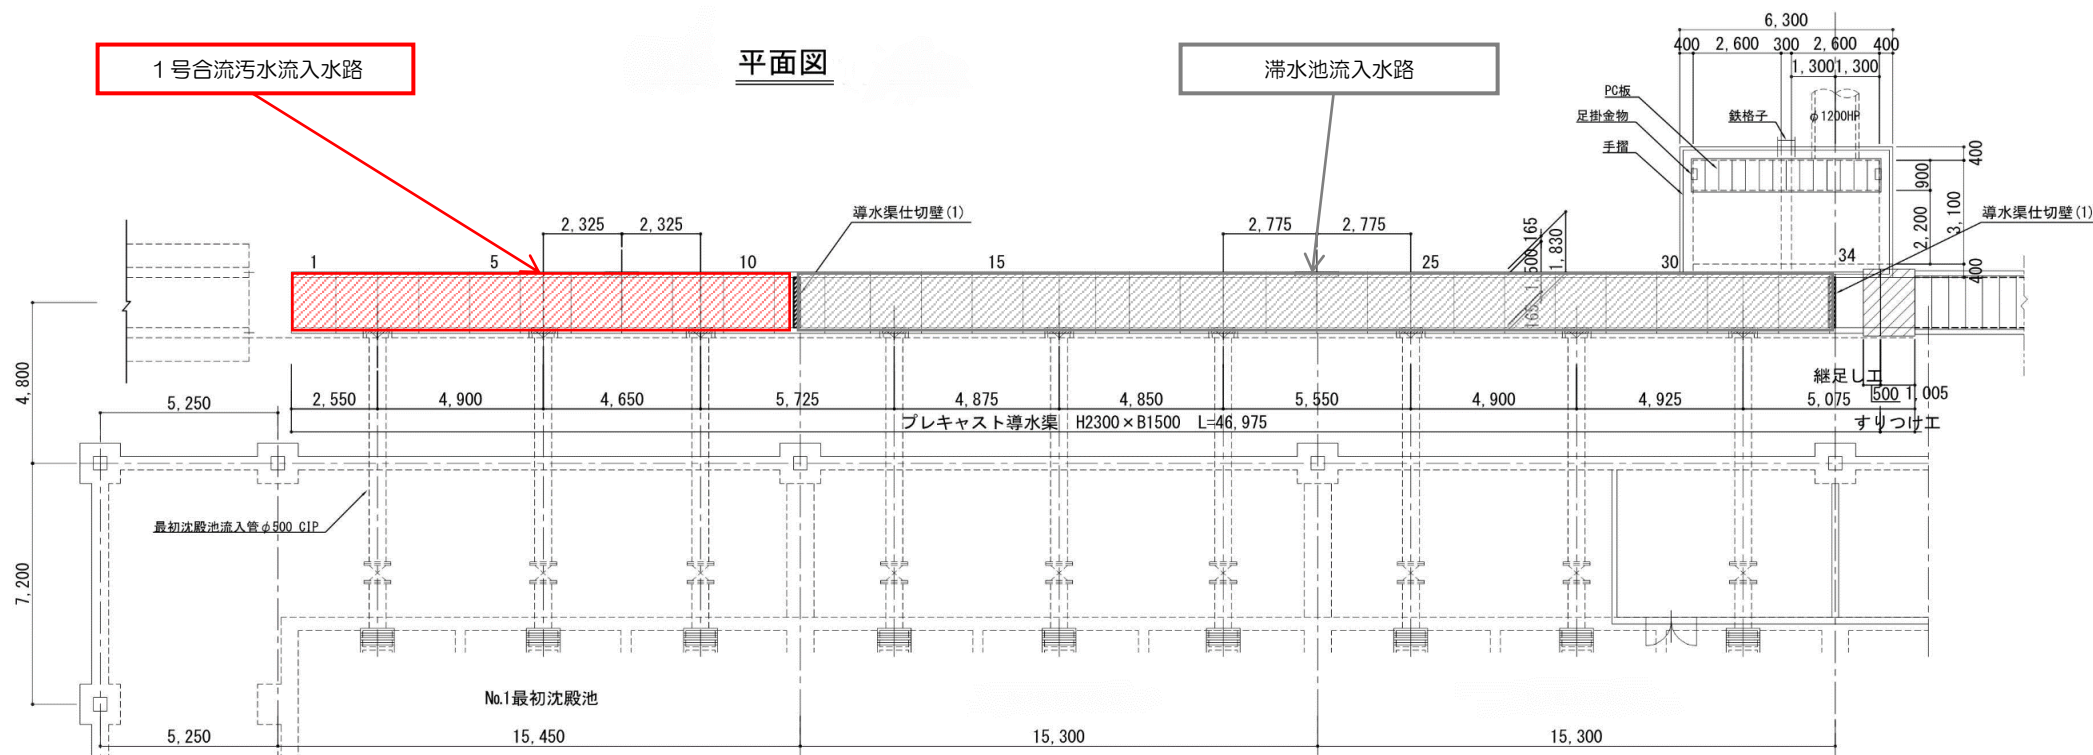 平面図
1号合流汚水流入水路
滞水池流入水路
6,300
400 2,600 300 2,600 400
1,300 1,300
PC板
足掛金物
手摺
鉄格子
φ1200HP
400
900
3,100
2,200
400
導水渠仕切壁(1)
導水渠仕切壁(1)
2,325 2,325
2,775 2,775
165
1,500
165
1,830
1 5 10 15 25 30 34
4,800
7,200
継足し工
500 1,005
すりつけ工
5,250
2,550 4,900 4,650 5,725 4,875 4,850 5,550 4,900 4,925 5,075
プレキャスト導水渠 H2300×B1500 L=46,975
最初沈殿池流入管φ500 CIP
No.1最初沈殿池
5,250 15,450 15,300 15,300